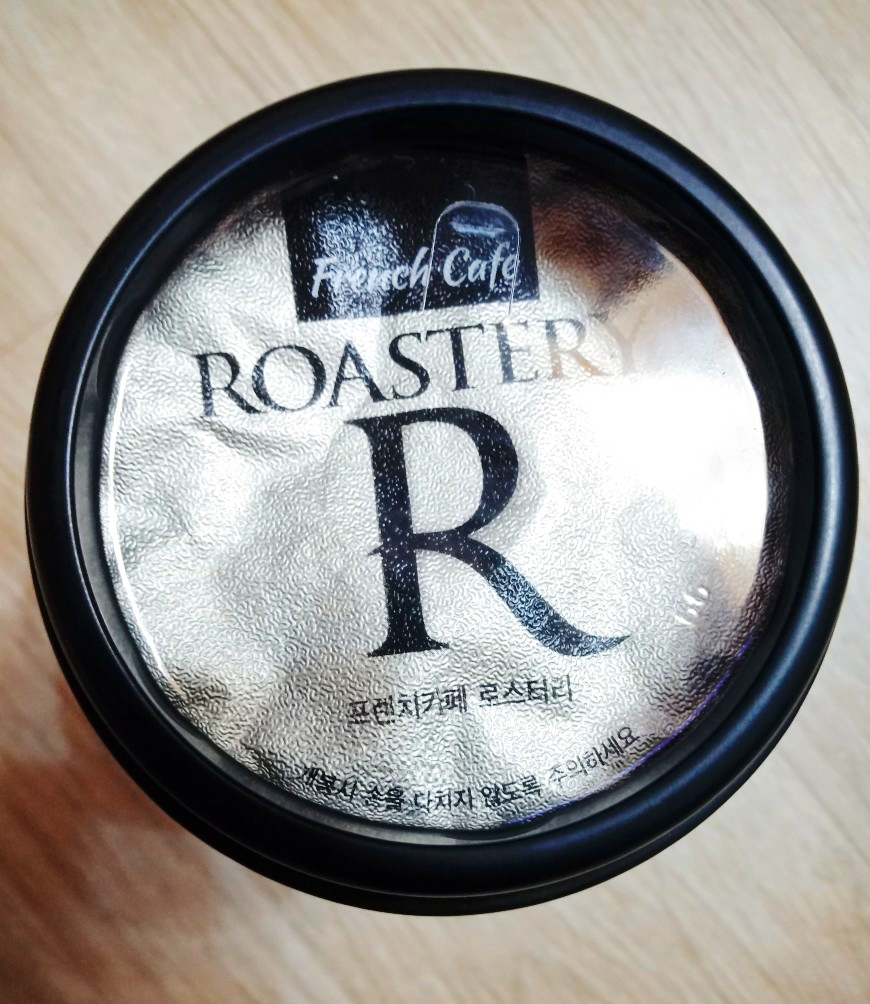 French Cafe
ROASTERY
R
프렌치카페 로스터리
개봉시 손을 다치지 않도록 주의하세요